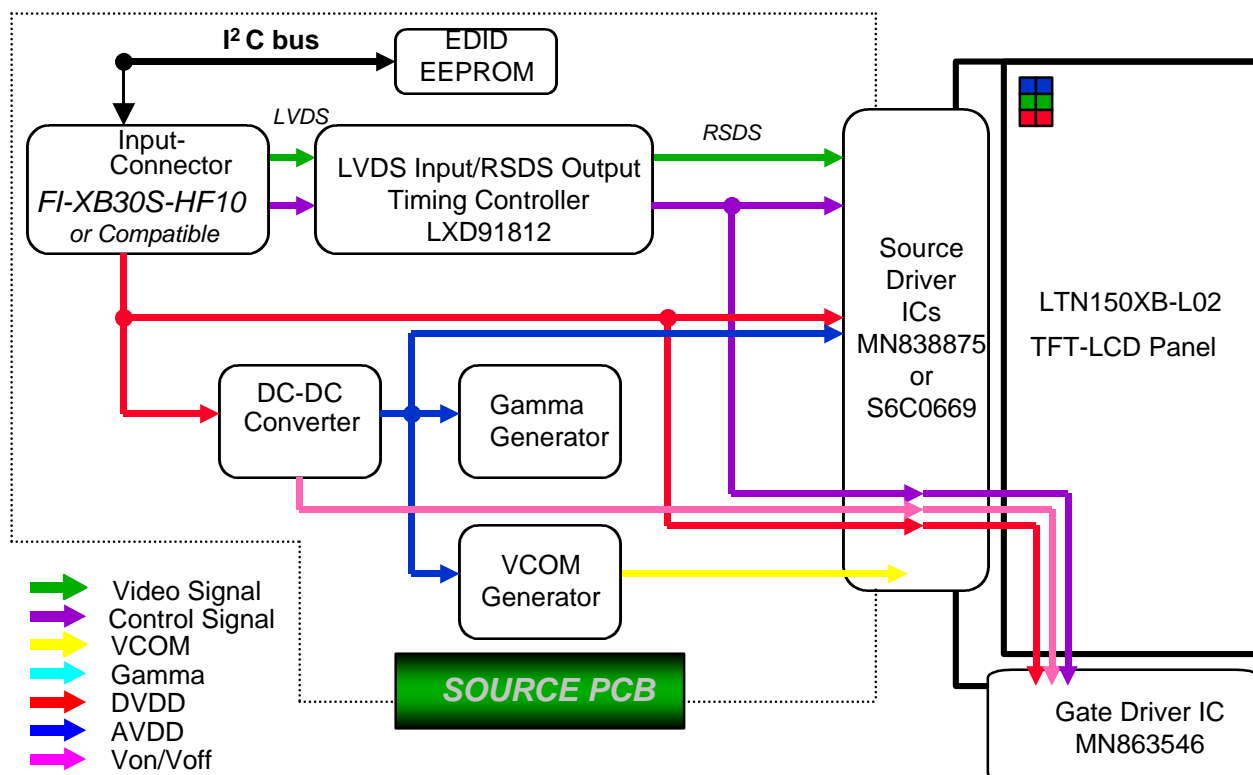 I² C bus
EDID
EEPROM
LVDS
RSDS
Input-
Connector
FI-XB30S-HF10
or Compatible
LVDS Input/RSDS Output
Timing Controller
LXD91812
Source
Driver
ICs
MN838875
or
S6C0669
LTN150XB-L02
TFT-LCD Panel
DC-DC
Converter
Gamma
Generator
VCOM
Generator
Video Signal
Control Signal
VCOM
Gamma
DVDD
AVDD
Von/Voff
SOURCE PCB
Gate Driver IC
MN863546